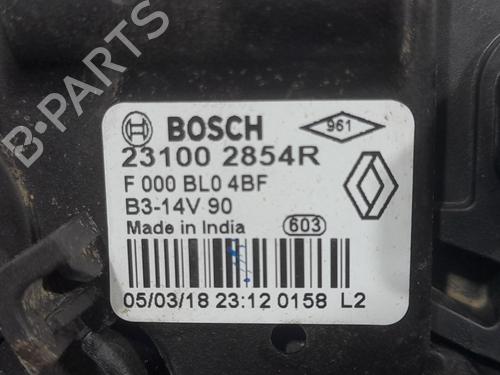 BOSCH
961
23100 2854R
F 000 BL0 4BF
B3-14V 90
Made in India
603
05/03/18 23:12 0158 L2
B-PARTS